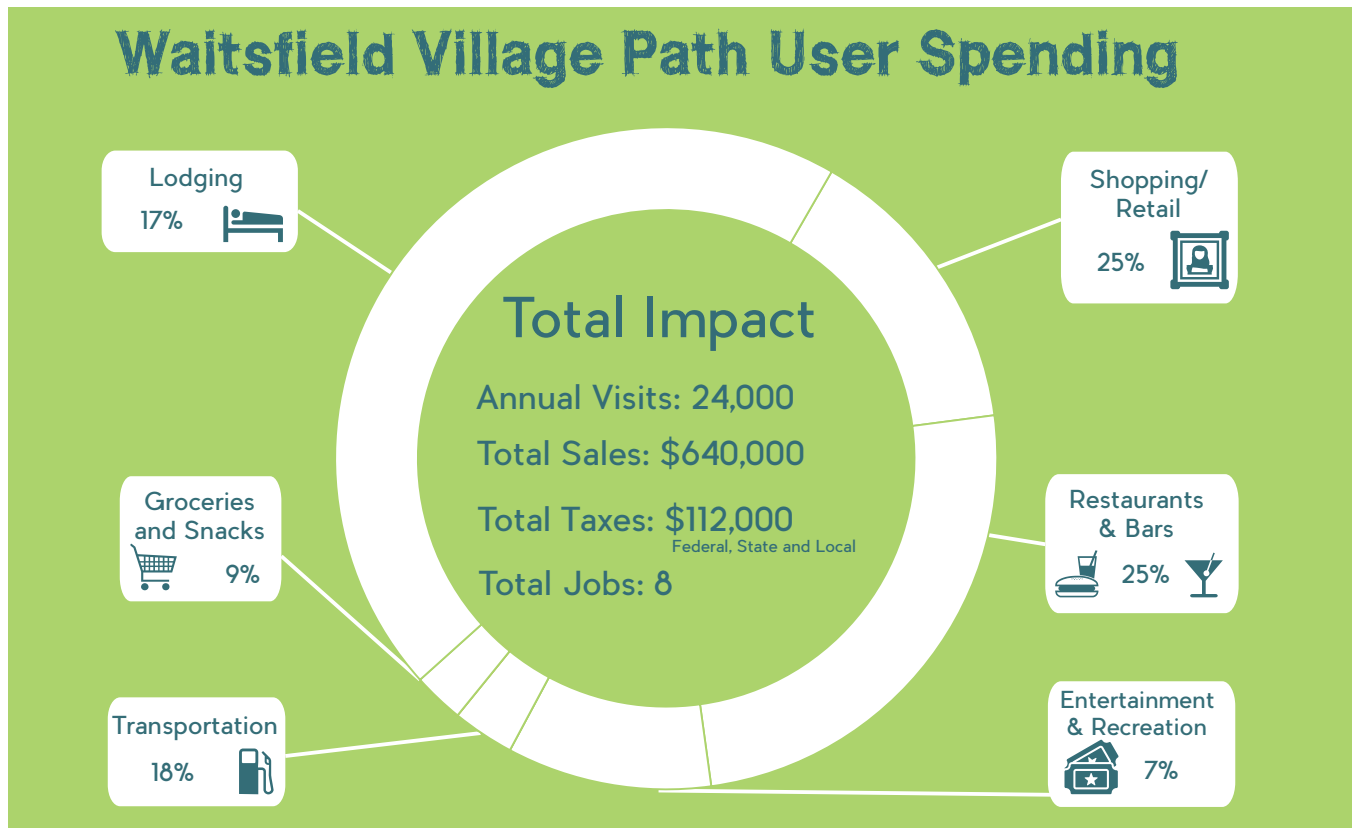 Waitsfield Village Path User Spending
Lodging
17%
Shopping/
Retail
25%
Total Impact
Annual Visits: 24,000
Total Sales: $640,000
Total Taxes: $112,000
Federal, State and Local
Total Jobs: 8
Groceries
and Snacks
9%
Restaurants
& Bars
25%
Transportation
18%
Entertainment
& Recreation
7%